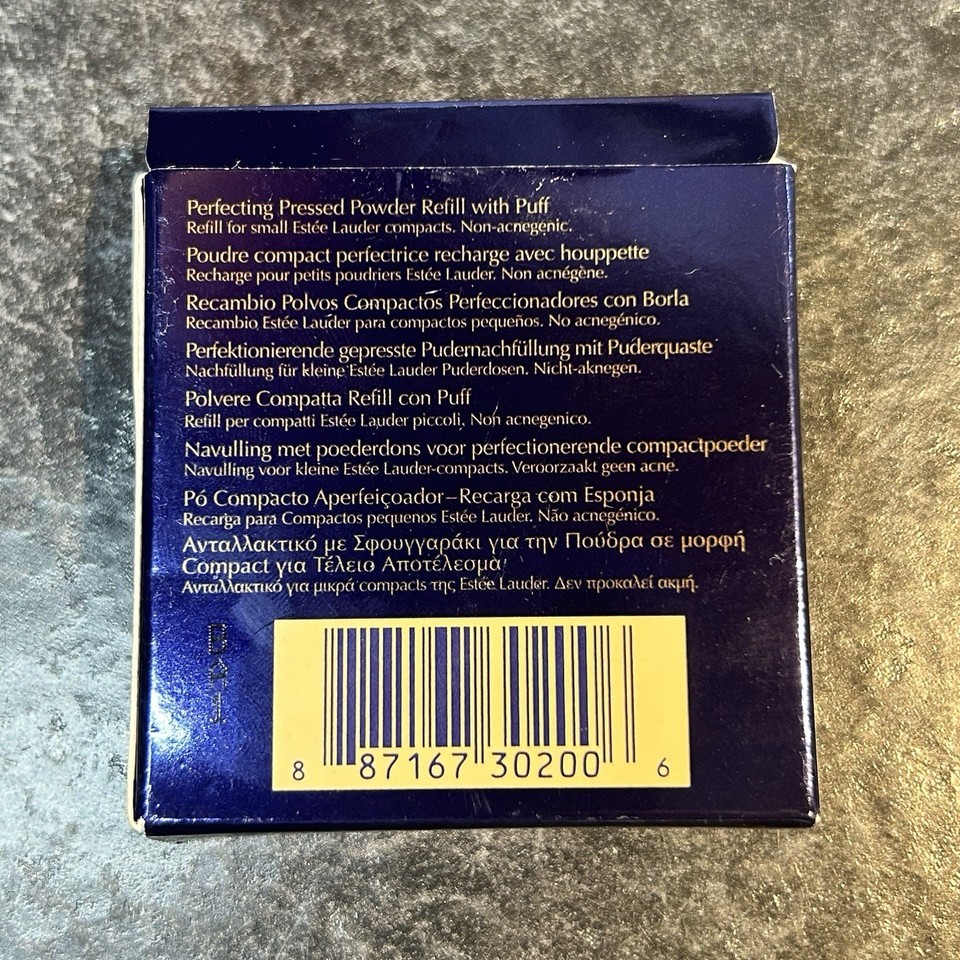 Perfecting Pressed Powder Refill with Puff
Refill for small Estée Lauder compacts. Non-acnegenic.
Poudre compact perfectrice recharge avec houppette
Recharge pour petits poudriers Estée Lauder. Non acnégène.
Recambio Polvos Compactos Perfeccionadores con Borla
Recambio Estée Lauder para compactos pequeños. No acnegénico.
Perfektionierende gepresste Pudernachfüllung mit Puderquaste
Nachfüllung für kleine Estée Lauder Puderdosen. Nicht-aknegen.
Polvere Compatta Refill con Puff
Refill per compatti Estée Lauder piccoli, Non acnegenico.
Navulling met poederdons voor perfectionerende compactpoeder
Navulling voor kleine Estée Lauder-compacts. Veroorzaakt geen acne.
Pó Compacto Aperfeiçoador–Recarga com Esponja
Recarga para Compactos pequenos Estée Lauder. Não acnegénico.
Ανταλλακτικό με Σφουγγαράκι για την Πούδρα σε μορφή
Compact για Τέλειο Αποτέλεσμα
Ανταλλακτικό για μικρά compacts της Estée Lauder. Δεν προκαλεί ακμή.
8 87167 30200 6